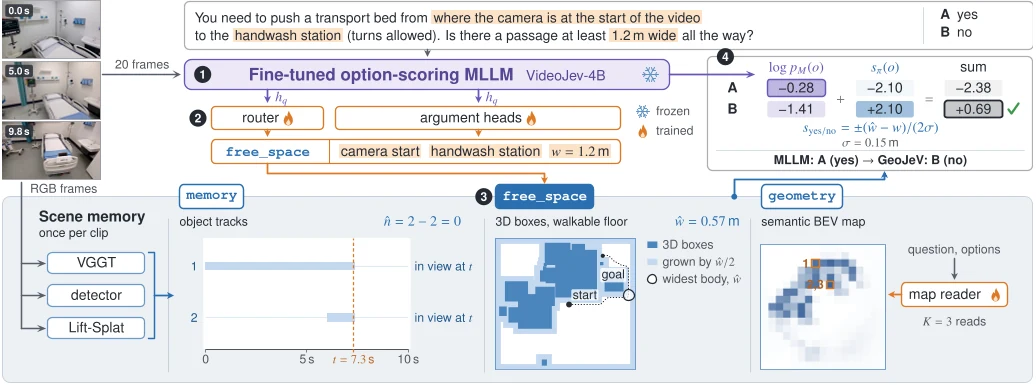 0.0 s
5.0 s
9.8 s
You need to push a transport bed from where the camera is at the start of the video
to the handwash station (turns allowed). Is there a passage at least 1.2 m wide all the way?
A yes
B no
20 frames
1 Fine-tuned option-scoring MLLM VideoJev-4B
h_q
h_q
2 router
argument heads
frozen
trained
free_space
camera start handwash station w = 1.2 m
4
log p_M(o) s_π(o) sum
A −0.28 + −2.10 = −2.38
B −1.41 +2.10 +0.69
s_yes/no = ±(ŵ − w)/(2σ)
σ = 0.15 m
MLLM: A (yes) → GeoJeV: B (no)
RGB frames
Scene memory
once per clip
VGGT
detector
Lift-Splat
memory
object tracks
n̂ = 2 − 2 = 0
1
in view at t
2
in view at t
0 5 s t = 7.3 s 10 s
3 free_space
3D boxes, walkable floor
ŵ = 0.57 m
3D boxes
grown by ŵ/2
widest body, ŵ
goal
start
geometry
semantic BEV map
1
question, options
map reader
K = 3 reads